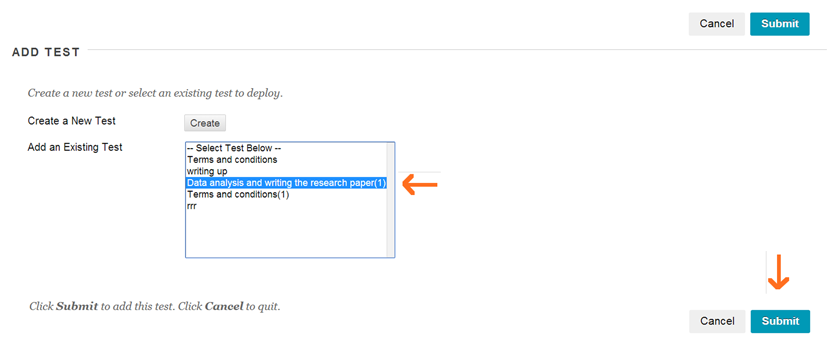 Cancel Submit
ADD TEST
Create a new test or select an existing test to deploy.
Create a New Test Create
Add an Existing Test -- Select Test Below --
Terms and conditions
writing up
Data analysis and writing the research paper(1)
Terms and conditions(1)
rrr
Click Submit to add this test. Click Cancel to quit.
Cancel Submit